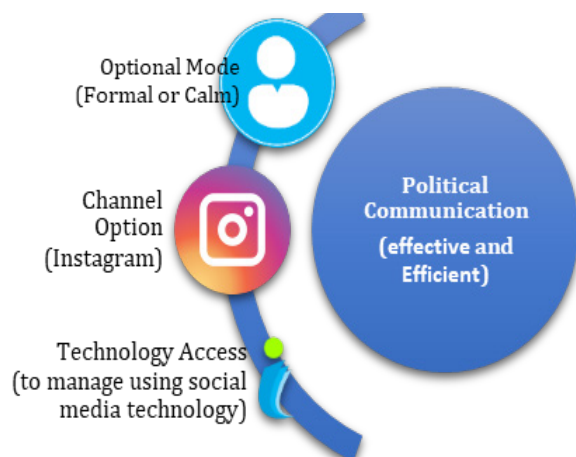 Optional Mode
(Formal or Calm)
Channel
Option
(Instagram)
Technology Access
(to manage using social
media technology)
Political
Communication
(effective and
Efficient)